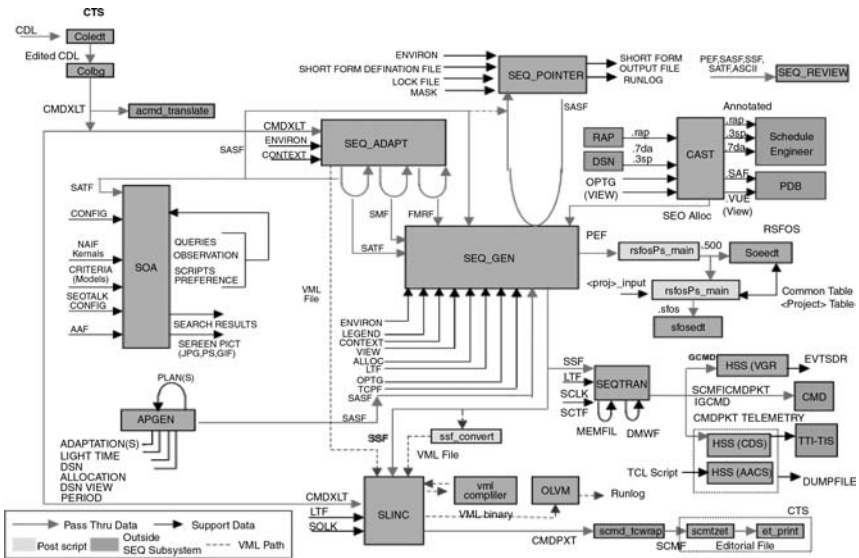 CTS
CDL
Coledt
Edited CDL
Colbg
CMDXLT
acmd_translate
ENVIRON
SHORT FORM DEFINATION FILE
LOCK FILE
MASK
SEQ_POINTER
SHORT FORM
OUTPUT FILE
RUNLOG
SASF
PEF,SASF,SSF,
SATF,ASCII
SEQ_REVIEW
SASF
CMDXLT
ENVIRON
CONTEXT
SEQ_ADAPT
RAP
.rap
.7da
DSN
.3sp
OPTG
(VIEW)
CAST
SEO Alloc
Annotated
.rap
.3sp
.7da
Schedule
Engineer
.SAF
.VUE
(View)
PDB
SATF
CONFIG
NAIF
Kernals
CRITERIA
(Models)
SEOTALK
CONFIG
AAF
SOA
QUERIES
OBSERVATION
SCRIPTS
PREFERENCE
SEARCH RESULTS
SEREEN PICT
(JPG,PS,GIF)
VML
File
SMF
FMRF
SATF
SEQ_GEN
PEF
rsfosPs_main
.500
RSFOS
Soeedt
<proj>_input
rsfosPs_main
Common Table
<Project> Table
.sfos
sfosedt
ENVIRON
LEGEND
CONTEXT
VIEW
ALLOC
LTF
OPTG
TCPF
SASF
PLAN(S)
APGEN
SASF
ADAPTATION(S)
LIGHT TIME
DSN
ALLOCATION
DSN VIEW
PERIOD
SSF
LTF
SCLK
SCTF
SEQTRAN
MEMFIL
DMWF
GCMD
HSS (VGR
EVTSDR
SCMFICMDPKT
IGCMD
CMD
CMDPKT TELEMETRY
HSS (CDS)
TTI-TIS
TCL Script
HSS (AACS)
DUMPFILE
SSF
ssf_convert
VML File
CMDXLT
LTF
SOLK
SLINC
vml
compliler
VML binary
OLVM
Runlog
CMDPXT
scmd_tcwrap
SCMF
CTS
scmtzet
et_print
Editorial File
Pass Thru Data
Support Data
Post script
Outside
SEQ Subsystem
VML Path